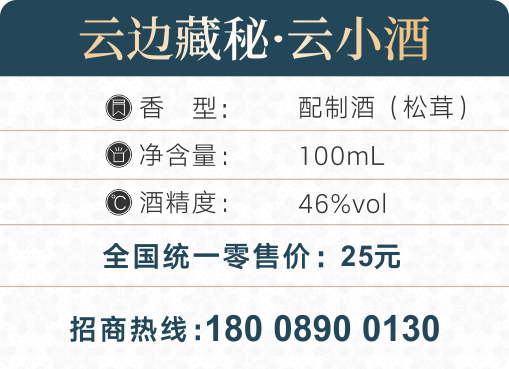 云边藏秘·云小酒
香 型： 配制酒（松茸）
净含量： 100mL
酒精度： 46%vol
全国统一零售价：25元
招商热线:180 0890 0130